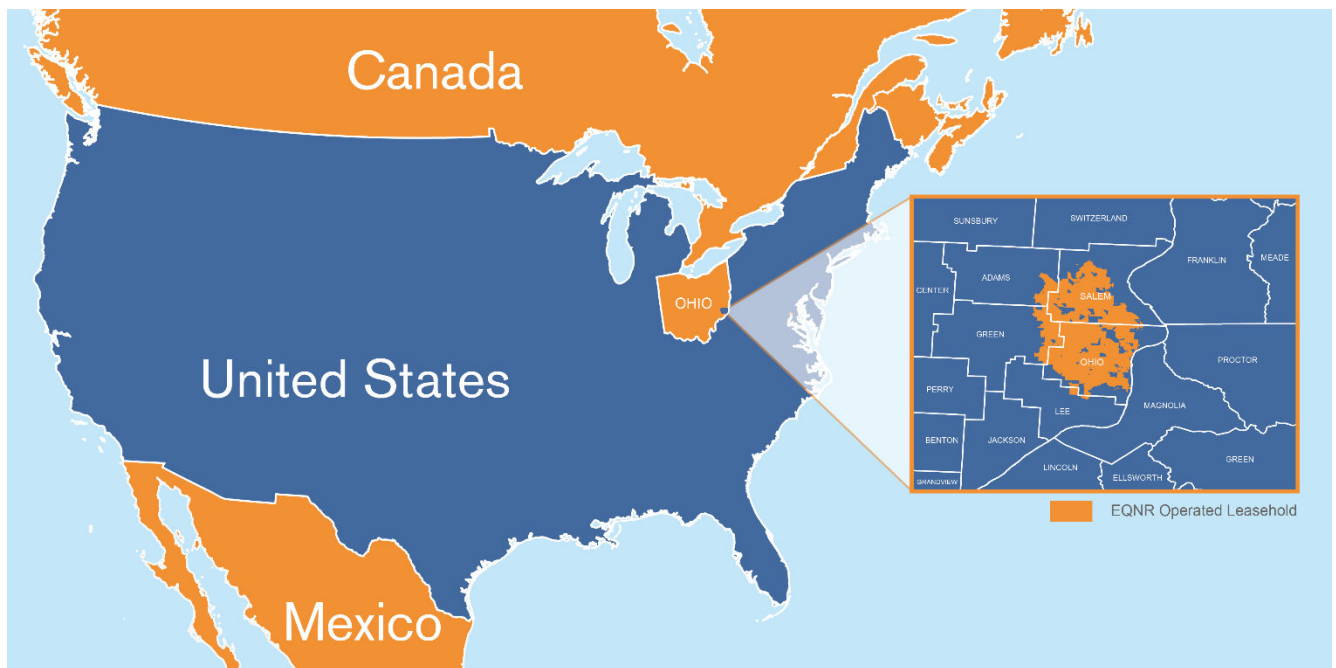 Canada
United States
OHIO
Mexico
SUNSBURY
SWITZERLAND
FRANKLIN
MEADE
ADAMS
CENTER
SALEM
GREEN
OHIO
PROCTOR
PERRY
LEE
MAGNOLIA
BENTON
JACKSON
LINCOLN
ELLSWORTH
GREEN
GRANDVIEW
EQNR Operated Leasehold